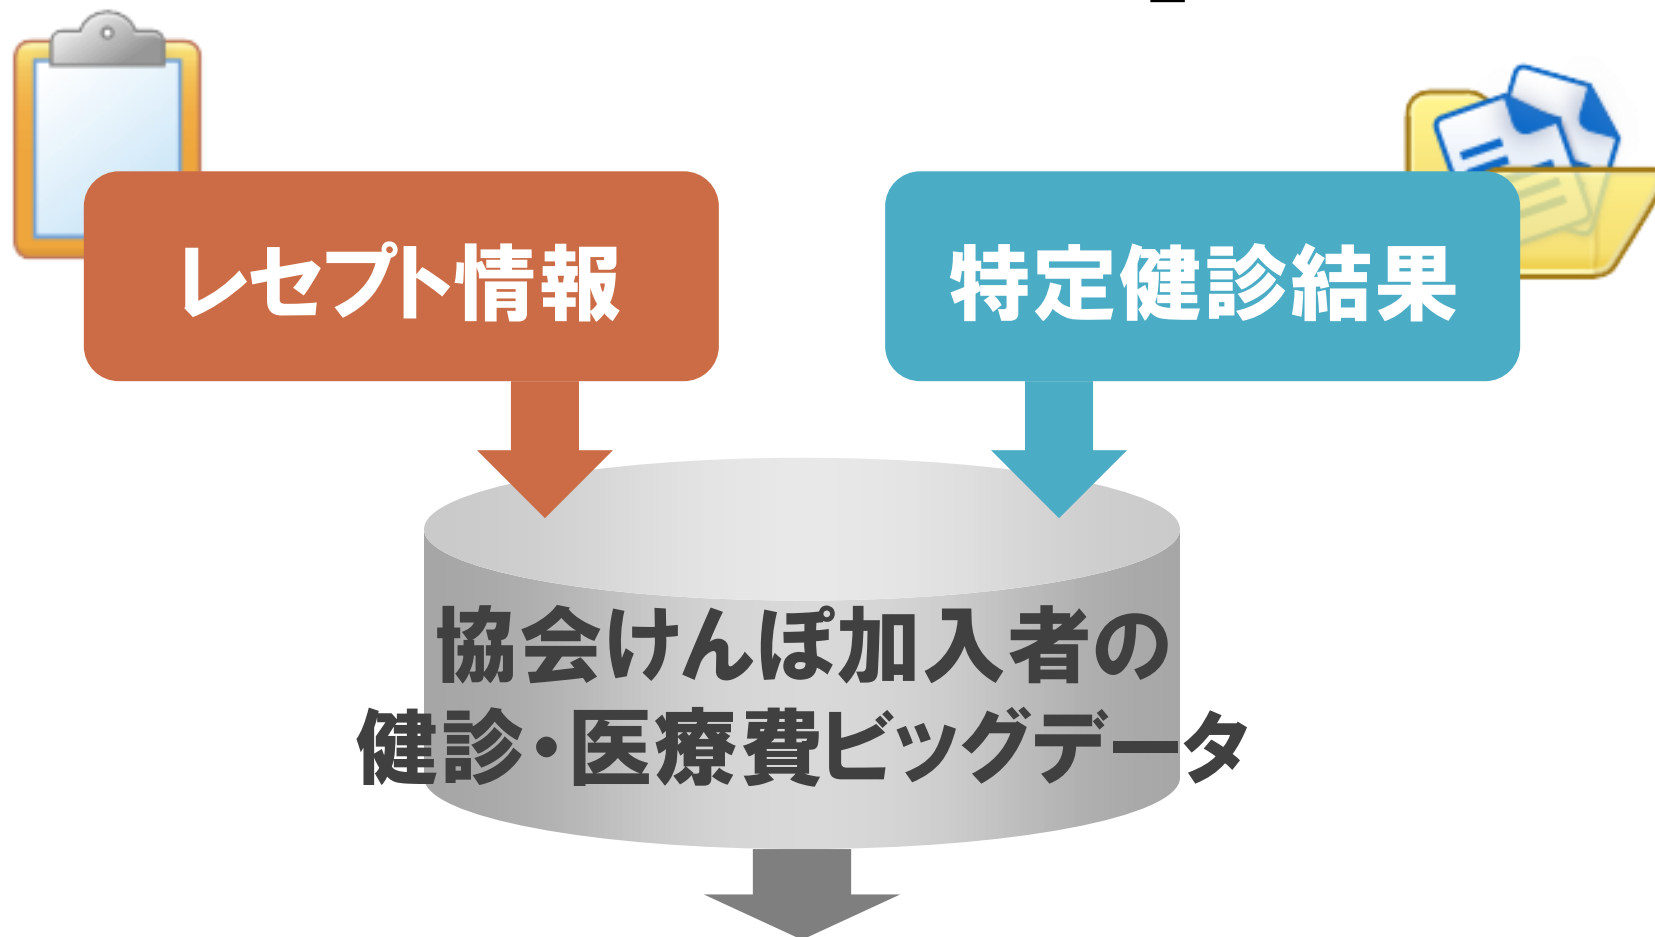 レセプト情報
特定健診結果
協会けんぽ加入者の
健診・医療費ビッグデータ